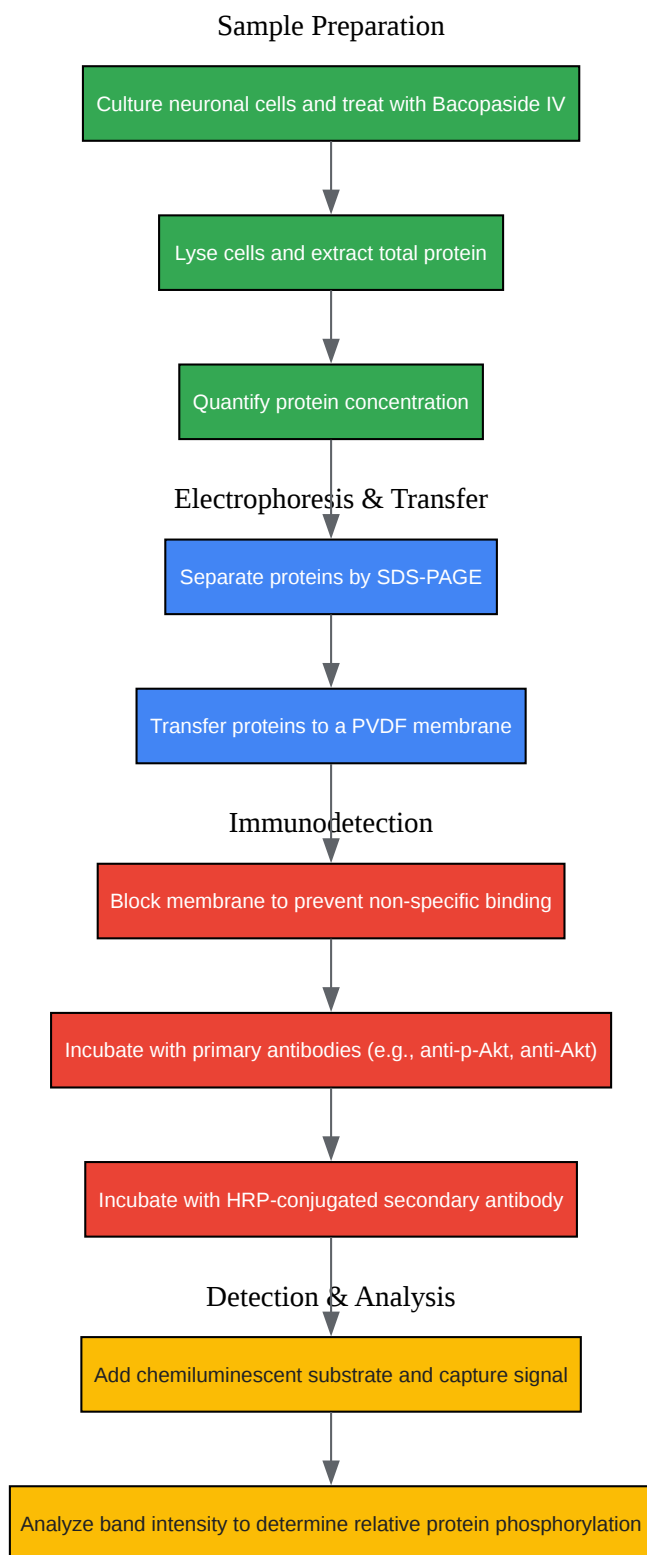 Sample Preparation
Culture neuronal cells and treat with Bacopaside IV
Lyse cells and extract total protein
Quantify protein concentration
Electrophoresis & Transfer
Separate proteins by SDS-PAGE
Transfer proteins to a PVDF membrane
Immunodetection
Block membrane to prevent non-specific binding
Incubate with primary antibodies (e.g., anti-p-Akt, anti-Akt)
Incubate with HRP-conjugated secondary antibody
Detection & Analysis
Add chemiluminescent substrate and capture signal
Analyze band intensity to determine relative protein phosphorylation